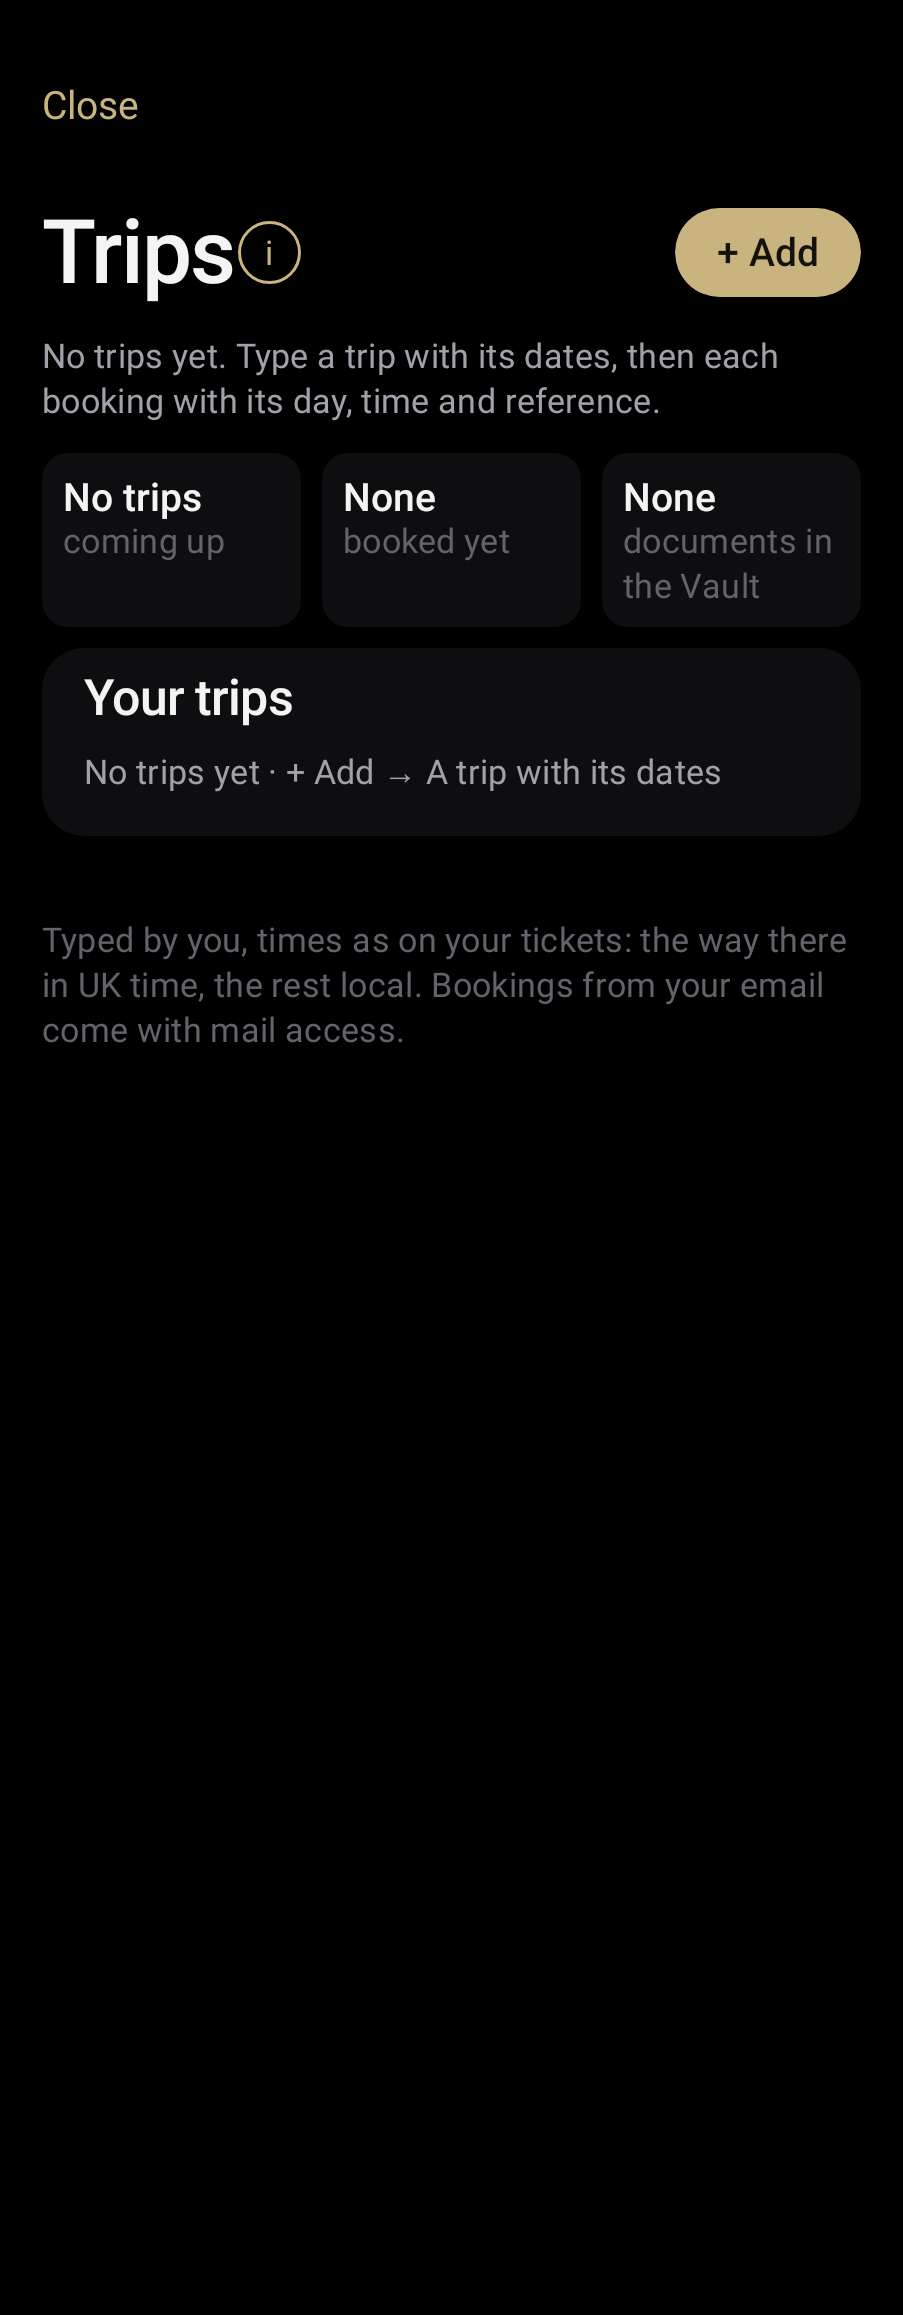 Close
Trips i
+ Add
No trips yet. Type a trip with its dates, then each
booking with its day, time and reference.
No trips
coming up
None
booked yet
None
documents in
the Vault
Your trips
No trips yet · + Add → A trip with its dates
Typed by you, times as on your tickets: the way there
in UK time, the rest local. Bookings from your email
come with mail access.